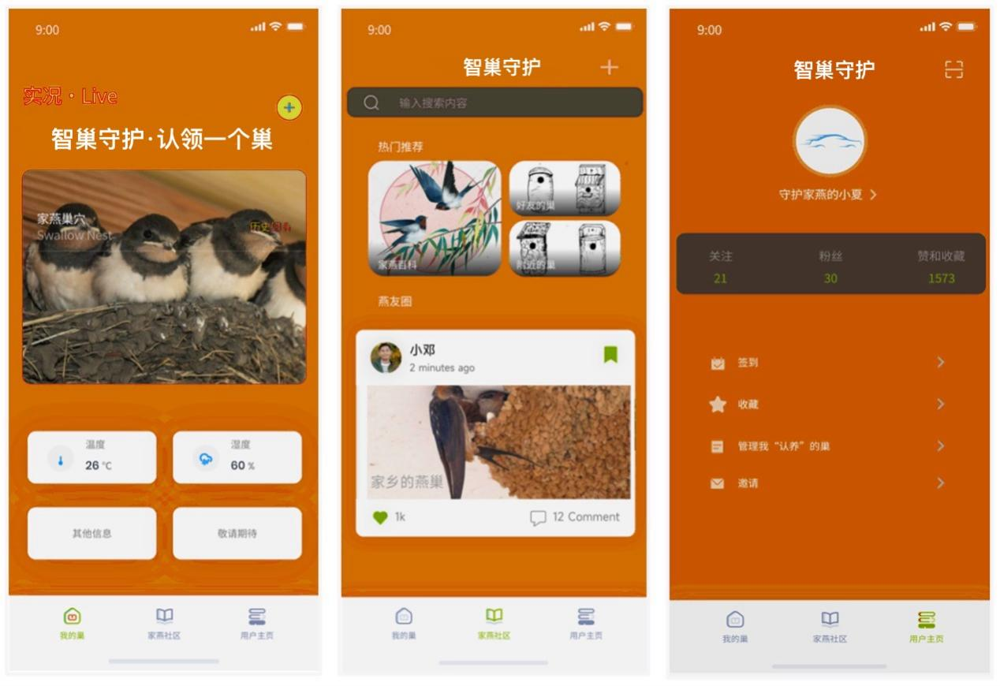 9:00
实况·Live
智巢守护·认领一个巢
家燕巢穴
Swallow Nest
历史回看
温度
26 ℃
湿度
60 %
其他信息
敬请期待
我的巢
家燕社区
用户主页
9:00
智巢守护
输入搜索内容
热门推荐
好友的巢
家燕百科
附近的巢
燕友圈
小邓
2 minutes ago
家乡的燕巢
1k
12 Comment
我的巢
家燕社区
用户主页
9:00
智巢守护
守护家燕的小夏
关注
粉丝
赞和收藏
21
30
1573
签到
收藏
管理我“认养”的巢
邀请
我的巢
家燕社区
用户主页